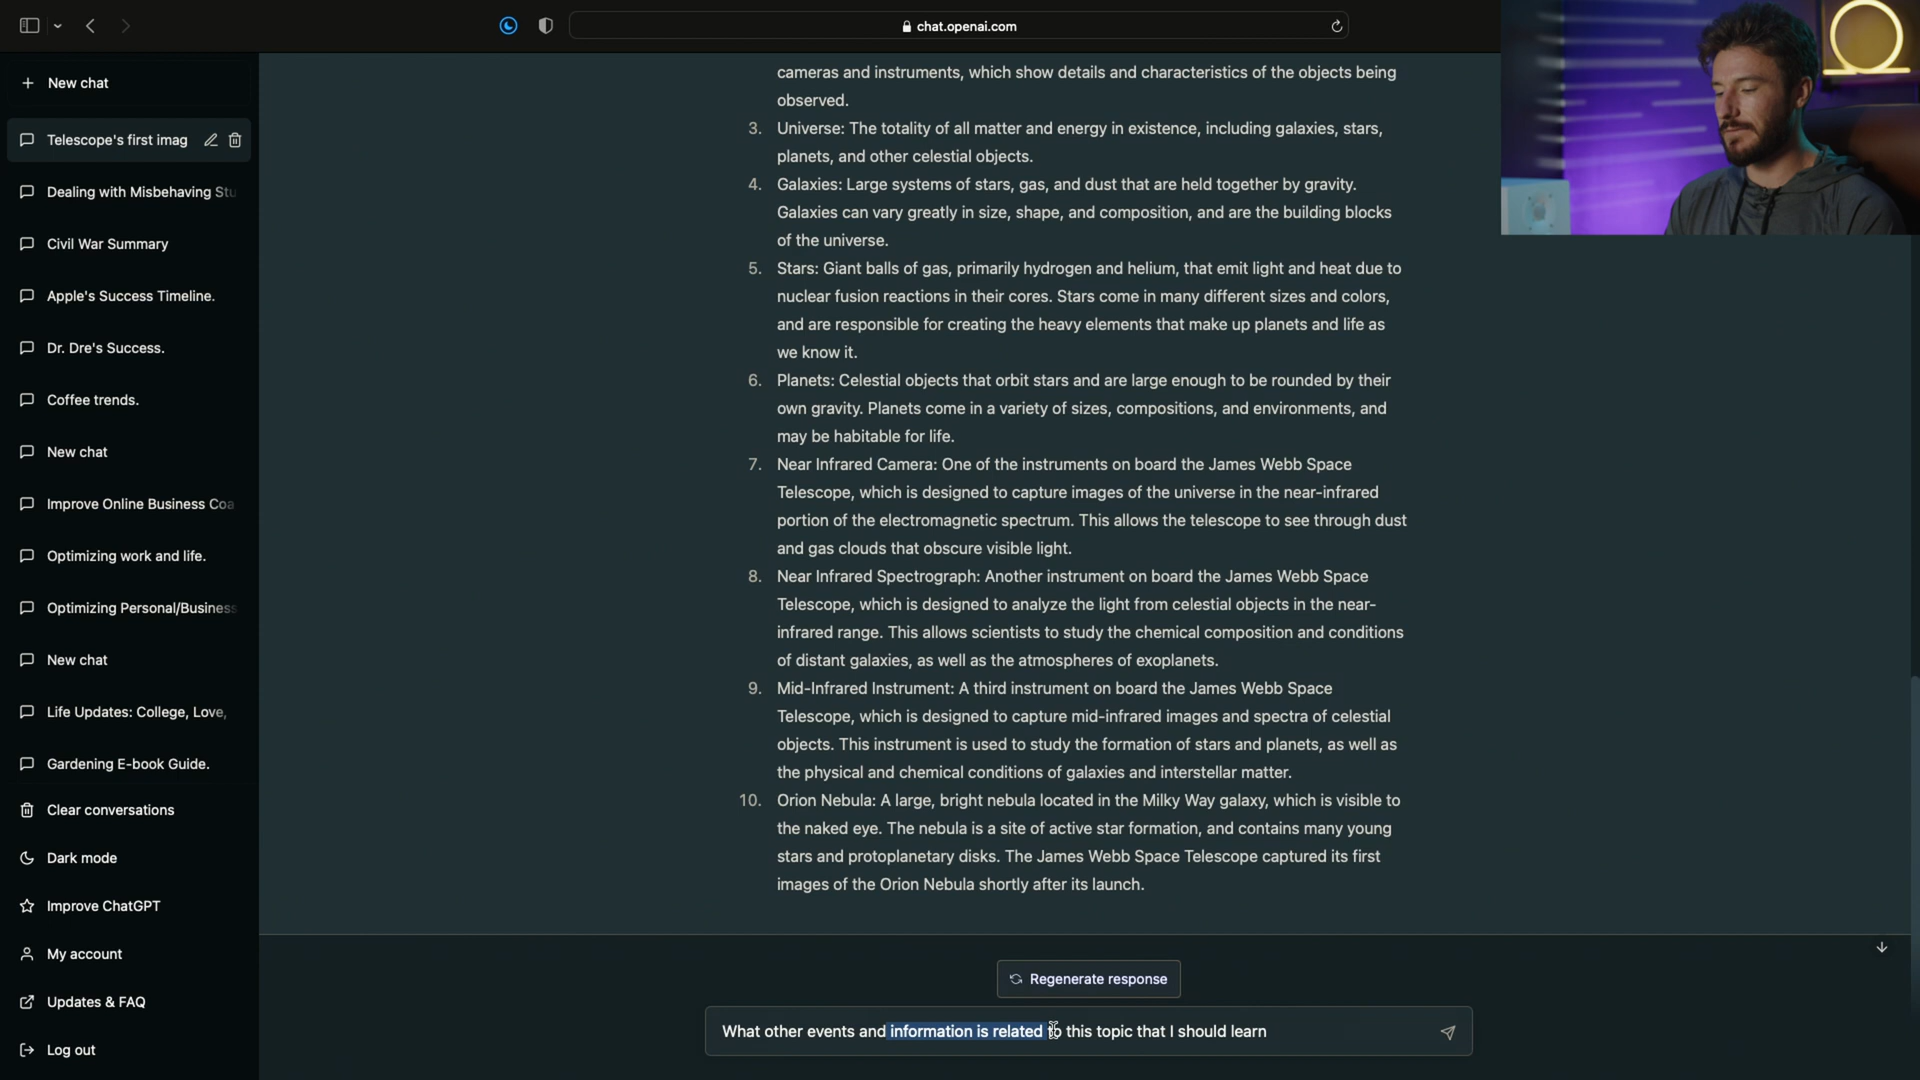 chat.openai.com
New chat
Telescope's first imag
Dealing with Misbehaving Stu
Civil War Summary
Apple's Success Timeline.
Dr. Dre's Success.
Coffee trends.
New chat
Improve Online Business Coa
Optimizing work and life.
Optimizing Personal/Business
New chat
Life Updates: College, Love,
Gardening E-book Guide.
Clear conversations
Dark mode
Improve ChatGPT
My account
Updates & FAQ
Log out
cameras and instruments, which show details and characteristics of the objects being
observed.
3. Universe: The totality of all matter and energy in existence, including galaxies, stars,
planets, and other celestial objects.
4. Galaxies: Large systems of stars, gas, and dust that are held together by gravity.
Galaxies can vary greatly in size, shape, and composition, and are the building blocks
of the universe.
5. Stars: Giant balls of gas, primarily hydrogen and helium, that emit light and heat due to
nuclear fusion reactions in their cores. Stars come in many different sizes and colors,
and are responsible for creating the heavy elements that make up planets and life as
we know it.
6. Planets: Celestial objects that orbit stars and are large enough to be rounded by their
own gravity. Planets come in a variety of sizes, compositions, and environments, and
may be habitable for life.
7. Near Infrared Camera: One of the instruments on board the James Webb Space
Telescope, which is designed to capture images of the universe in the near-infrared
portion of the electromagnetic spectrum. This allows the telescope to see through dust
and gas clouds that obscure visible light.
8. Near Infrared Spectrograph: Another instrument on board the James Webb Space
Telescope, which is designed to analyze the light from celestial objects in the near-
infrared range. This allows scientists to study the chemical composition and conditions
of distant galaxies, as well as the atmospheres of exoplanets.
9. Mid-Infrared Instrument: A third instrument on board the James Webb Space
Telescope, which is designed to capture mid-infrared images and spectra of celestial
objects. This instrument is used to study the formation of stars and planets, as well as
the physical and chemical conditions of galaxies and interstellar matter.
10. Orion Nebula: A large, bright nebula located in the Milky Way galaxy, which is visible to
the naked eye. The nebula is a site of active star formation, and contains many young
stars and protoplanetary disks. The James Webb Space Telescope captured its first
images of the Orion Nebula shortly after its launch.
Regenerate response
What other events and information is related to this topic that I should learn